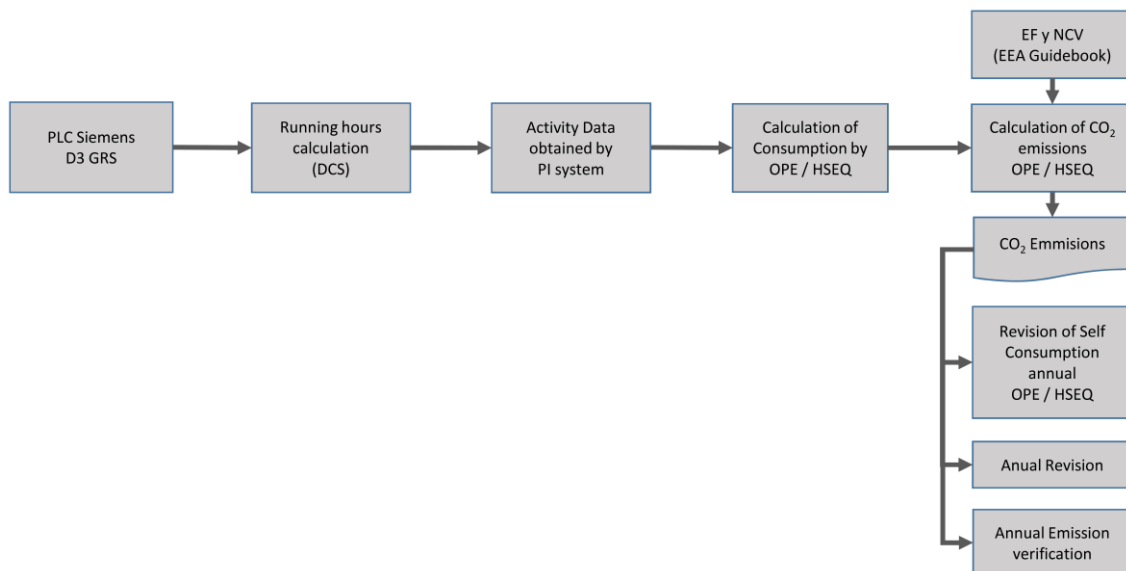 EF y NCV
(EEA Guidebook)
PLC Siemens
D3 GRS
Running hours
calculation
(DCS)
Activity Data
obtained by
PI system
Calculation of
Consumption by
OPE / HSEQ
Calculation of CO₂
emissions
OPE / HSEQ
CO₂ Emmisions
Revision of Self
Consumption
annual
OPE / HSEQ
Anual Revision
Annual Emission
verification